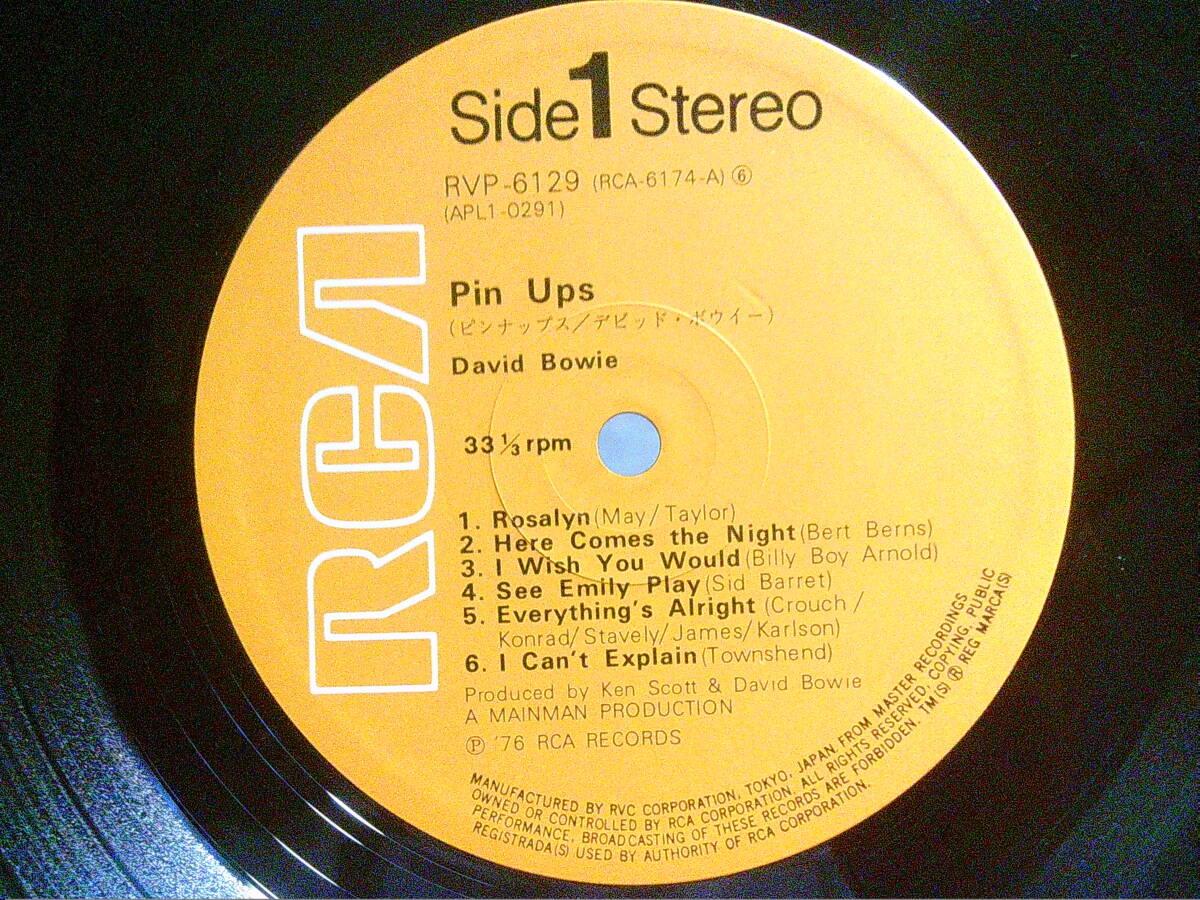 Side 1 Stereo
RVP-6129 (RCA-6174-A) ⑥
(APL1-0291)
RCA
Pin Ups
(ピンナップス/デビッド・ボウイー)
David Bowie
33 ⅓ rpm
1. Rosalyn (May/Taylor)
2. Here Comes the Night (Bert Berns)
3. I Wish You Would (Billy Boy Arnold)
4. See Emily Play (Sid Barret)
5. Everything's Alright (Crouch/
Konrad/Stavely/James/Karlson)
6. I Can't Explain (Townshend)
Produced by Ken Scott & David Bowie
A MAINMAN PRODUCTION
Ⓟ '76 RCA RECORDS
MANUFACTURED BY RVC CORPORATION, TOKYO, JAPAN FROM MASTER RECORDINGS
OWNED OR CONTROLLED BY RCA CORPORATION. ALL RIGHTS RESERVED, COPYING, PUBLIC
PERFORMANCE, BROADCASTING OF THESE RECORDS ARE FORBIDDEN. TM(S) ® REG MARCA(S)
REGISTRADA(S) USED BY AUTHORITY OF RCA CORPORATION.